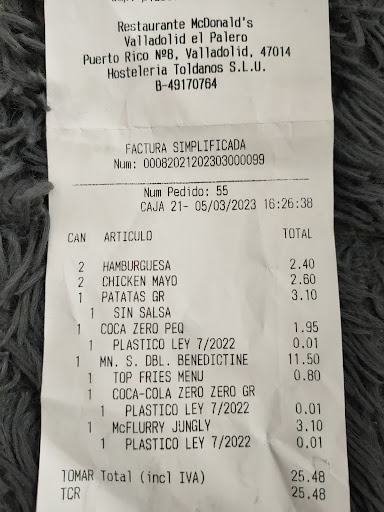 Restaurante McDonald's
Valladolid el Palero
Puerto Rico Nº8, Valladolid, 47014
Hosteleria Toldanos S.L.U.
B-49170764
FACTURA SIMPLIFICADA
Num: 00082021202303000099
Num Pedido: 55
CAJA 21- 05/03/2023 16:26:38
CAN ARTICULO TOTAL
2 HAMBURGUESA 2.40
2 CHICKEN MAYO 2.60
1 PATATAS GR 3.10
1 SIN SALSA
1 COCA ZERO PEQ 1.95
1 PLASTICO LEY 7/2022 0.01
1 MN. S. DBL. BENEDICTINE 11.50
1 TOP FRIES MENU 0.80
1 COCA-COLA ZERO ZERO GR
1 PLASTICO LEY 7/2022 0.01
1 McFLURRY JUNGLY 3.10
1 PLASTICO LEY 7/2022 0.01
TOMAR Total (incl IVA) 25.48
TCR 25.48